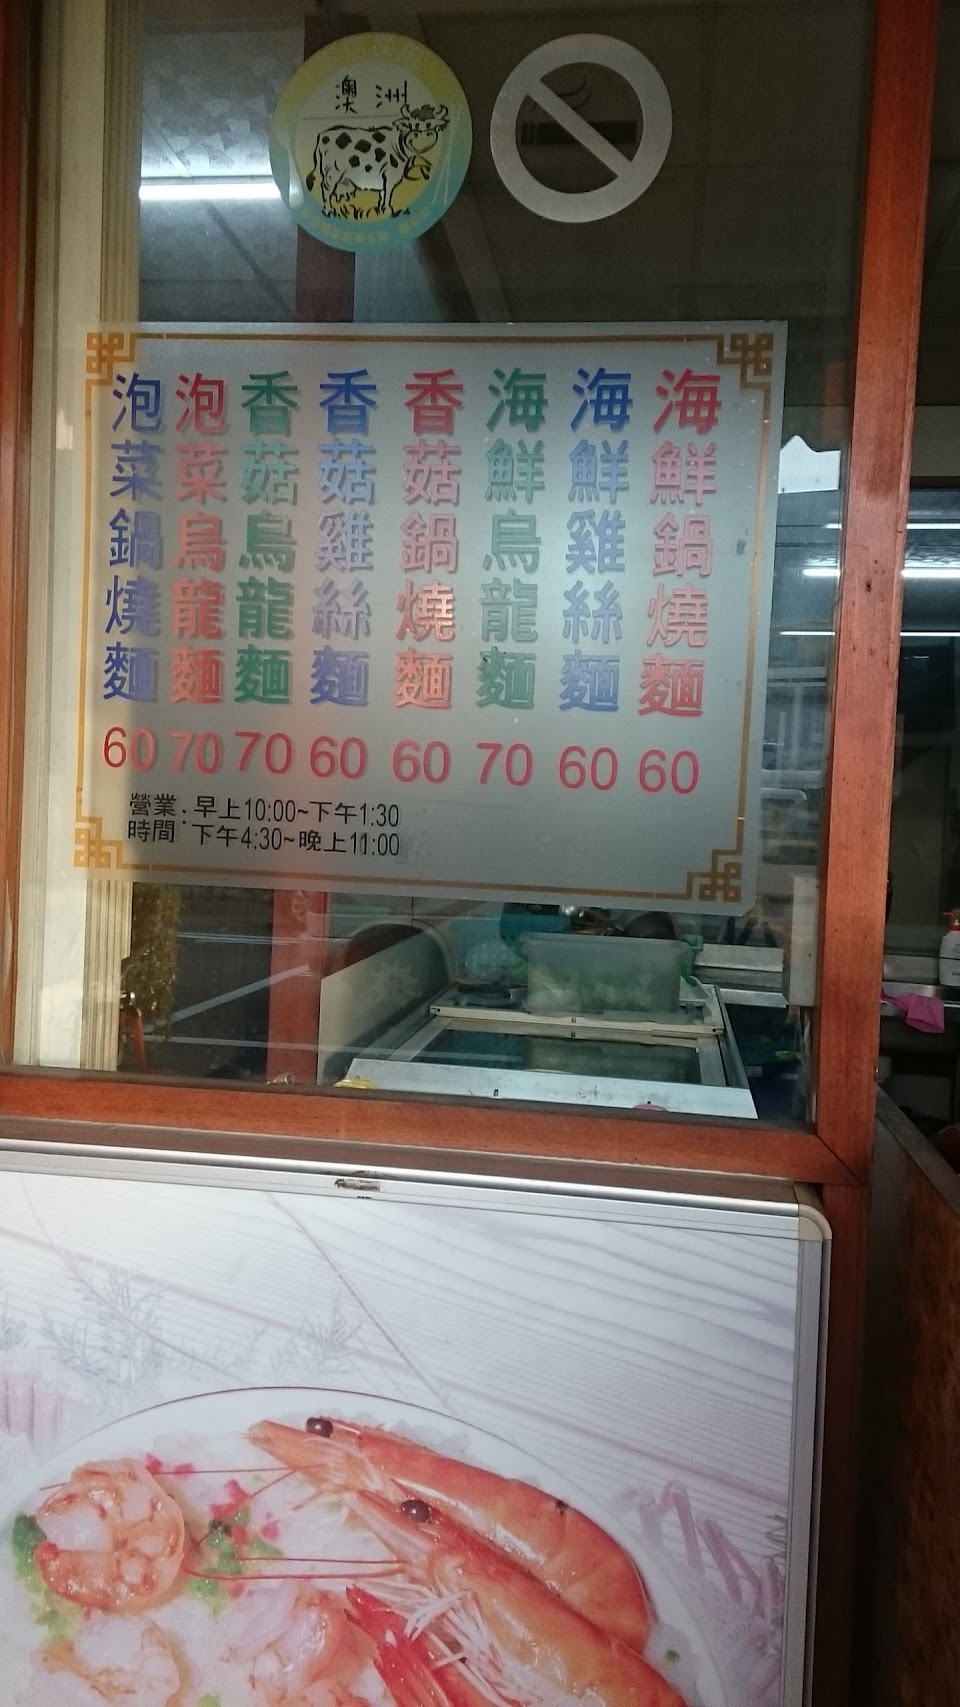 澳洲
海鮮鍋燒麵 60
海鮮雞絲麵 60
海鮮烏龍麵 70
香菇鍋燒麵 60
香菇雞絲麵 60
香菇烏龍麵 70
泡菜烏龍麵 70
泡菜鍋燒麵 60
營業時間:早上10:00~下午1:30
下午4:30~晚上11:00